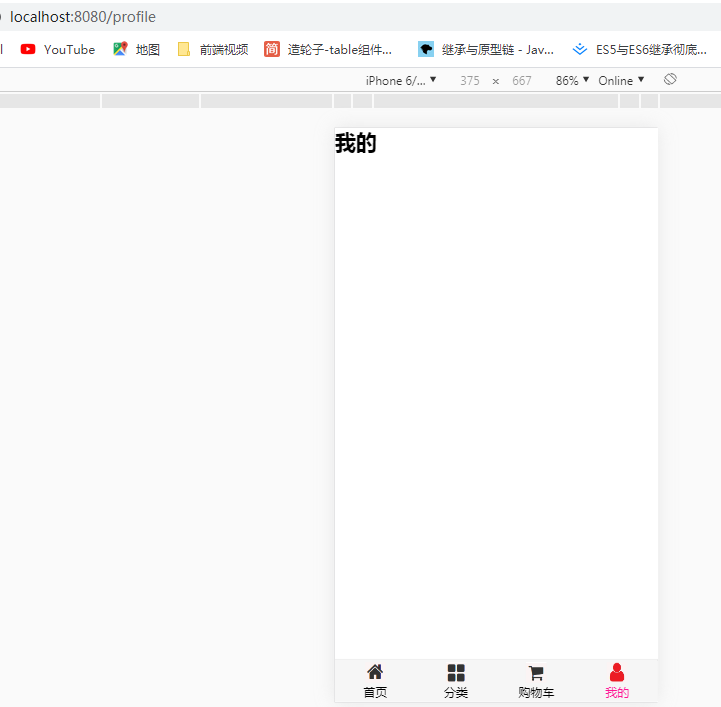 localhost:8080/profile
YouTube 地图 前端视频 简 造轮子-table组件... 继承与原型链 - Jav... ES5与ES6继承彻底...
iPhone 6/... ▼ 375 × 667 86% ▼ Online ▼
我的
首页 分类 购物车 我的